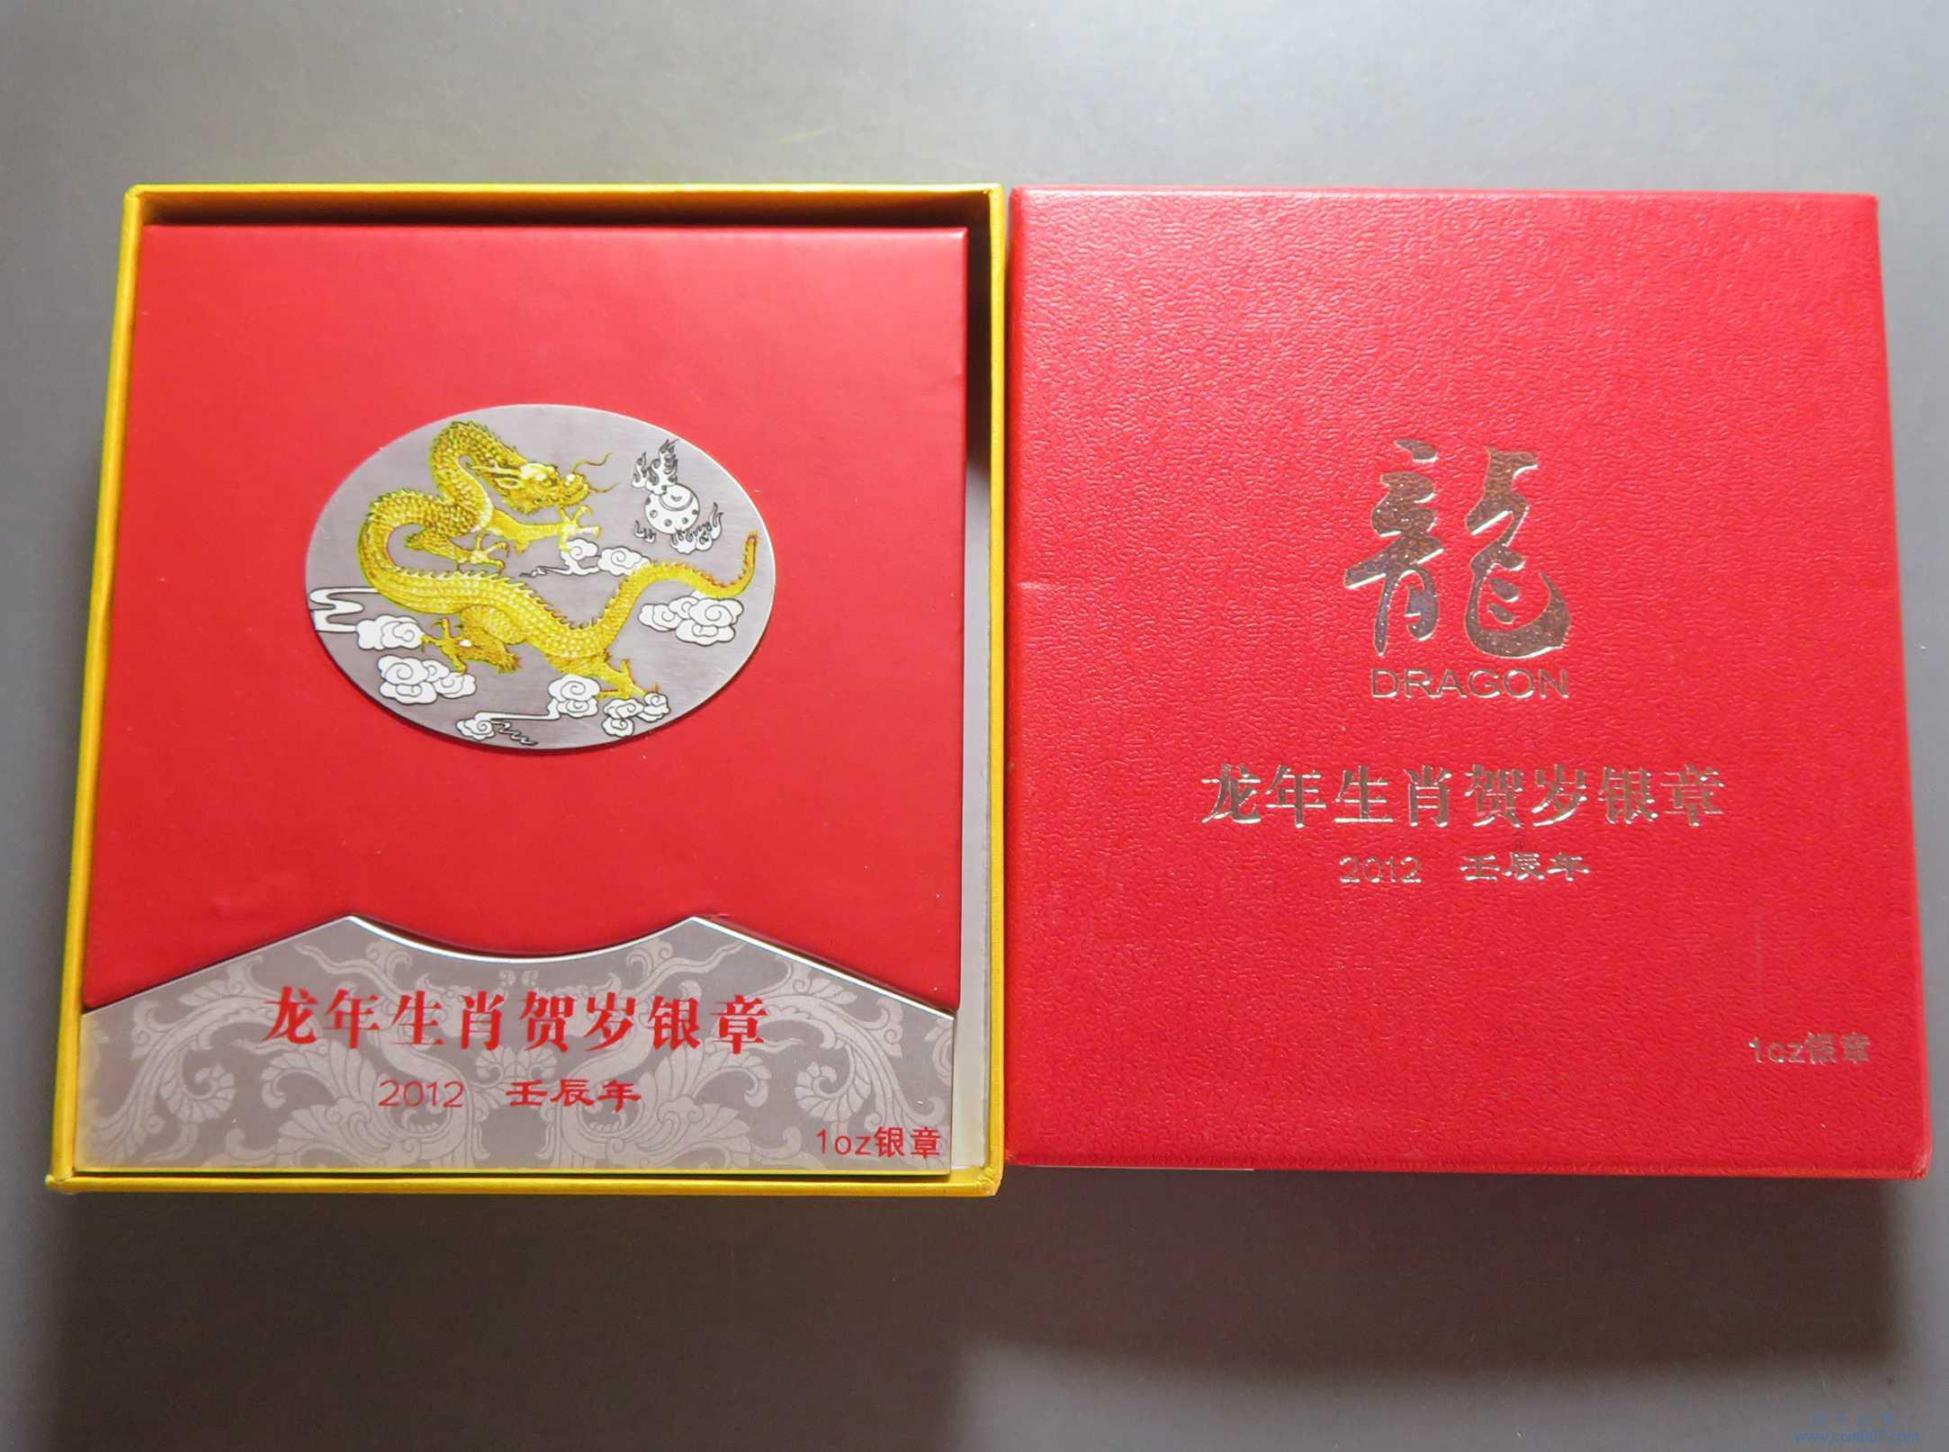 龙年生肖贺岁银章
2012 壬辰年
1oz银章
龍
DRAGON
龙年生肖贺岁银章
2012 壬辰年
1oz银章